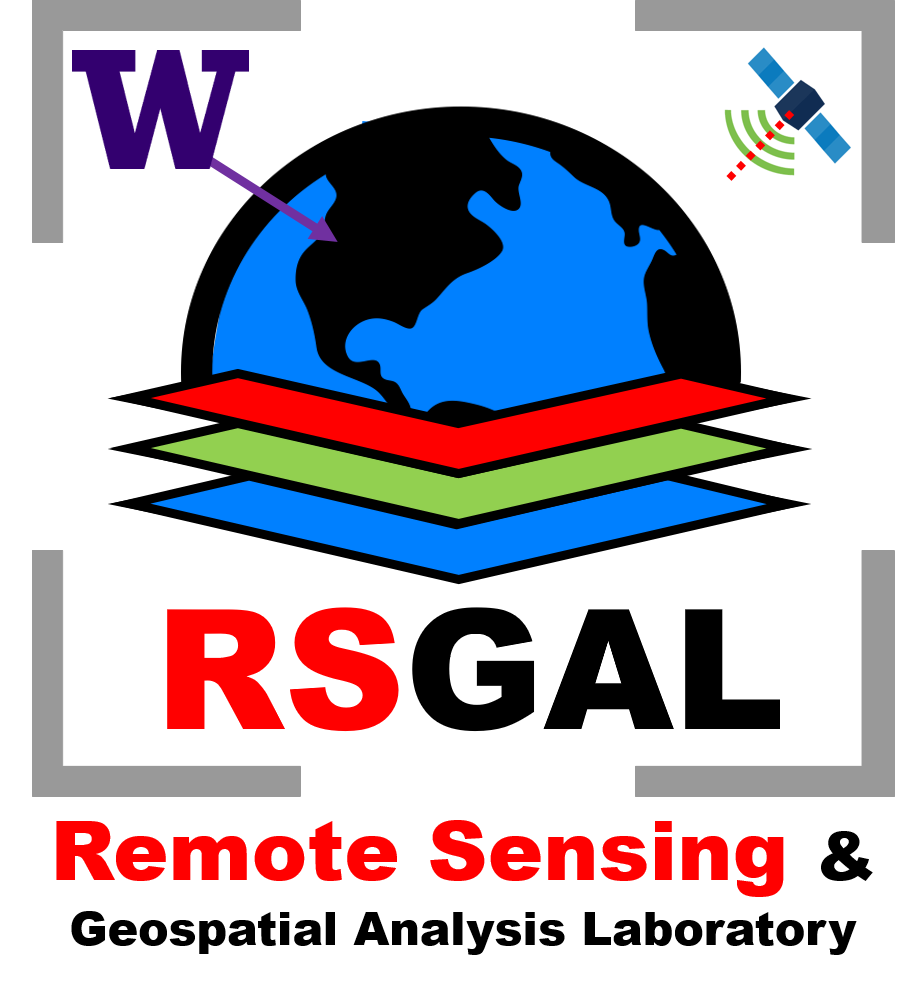 W
RSGAL
Remote Sensing &
Geospatial Analysis Laboratory